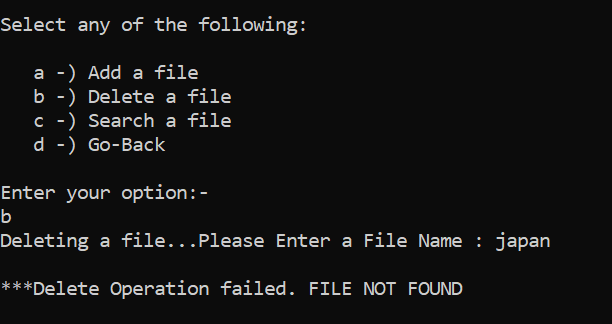 Select any of the following:
a -) Add a file
b -) Delete a file
c -) Search a file
d -) Go-Back
Enter your option:-
b
Deleting a file...Please Enter a File Name : japan
***Delete Operation failed. FILE NOT FOUND